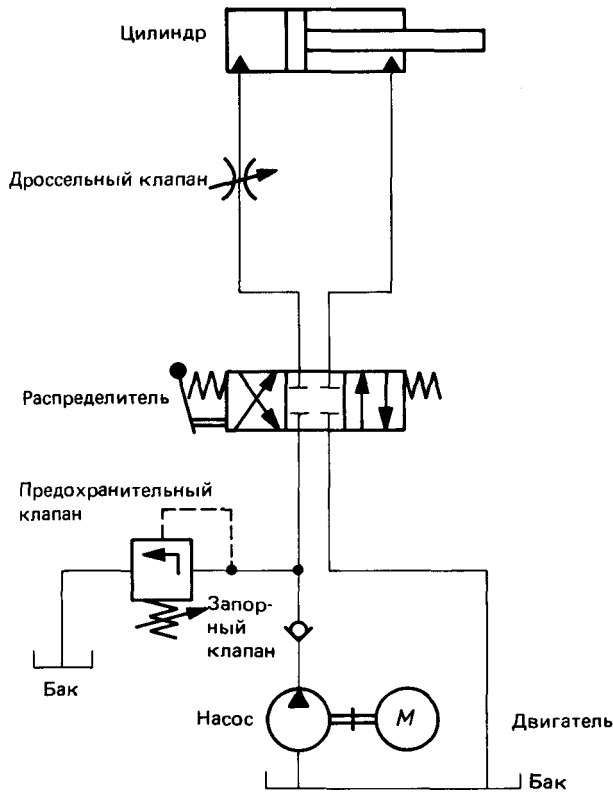 Цилиндр
Дроссельный клапан
Распределитель
Предохранительный
клапан
Запор-
ный
клапан
Бак
Насос
М
Двигатель
Бак